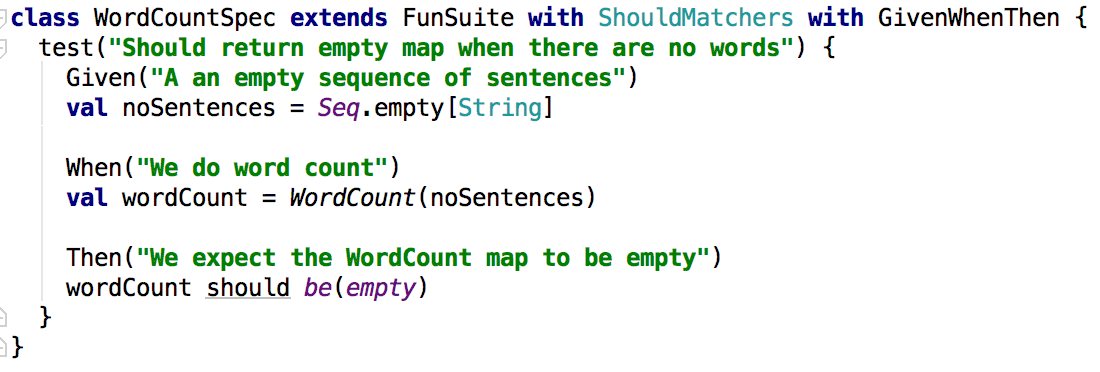 class WordCountSpec extends FunSuite with ShouldMatchers with GivenWhenThen {
  test("Should return empty map when there are no words") {
    Given("A an empty sequence of sentences")
    val noSentences = Seq.empty[String]

    When("We do word count")
    val wordCount = WordCount(noSentences)

    Then("We expect the WordCount map to be empty")
    wordCount should be(empty)
  }
}